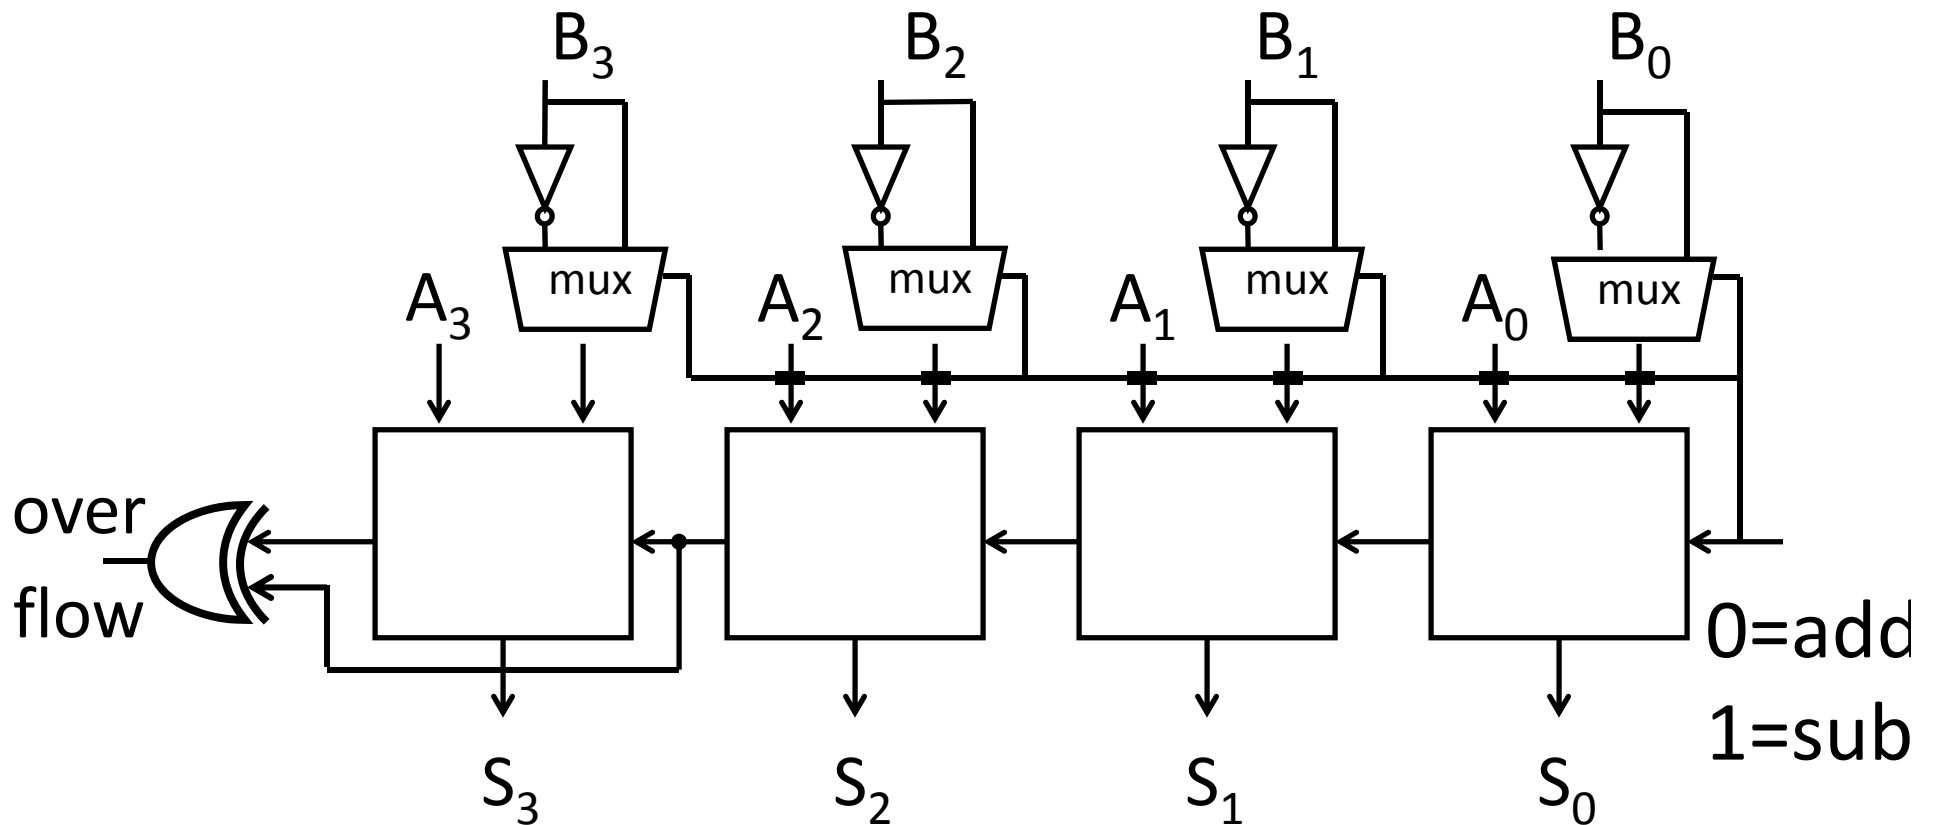 B3 B2 B1 B0
mux mux mux mux
A3 A2 A1 A0
over
flow
0=add
1=sub
S3 S2 S1 S0